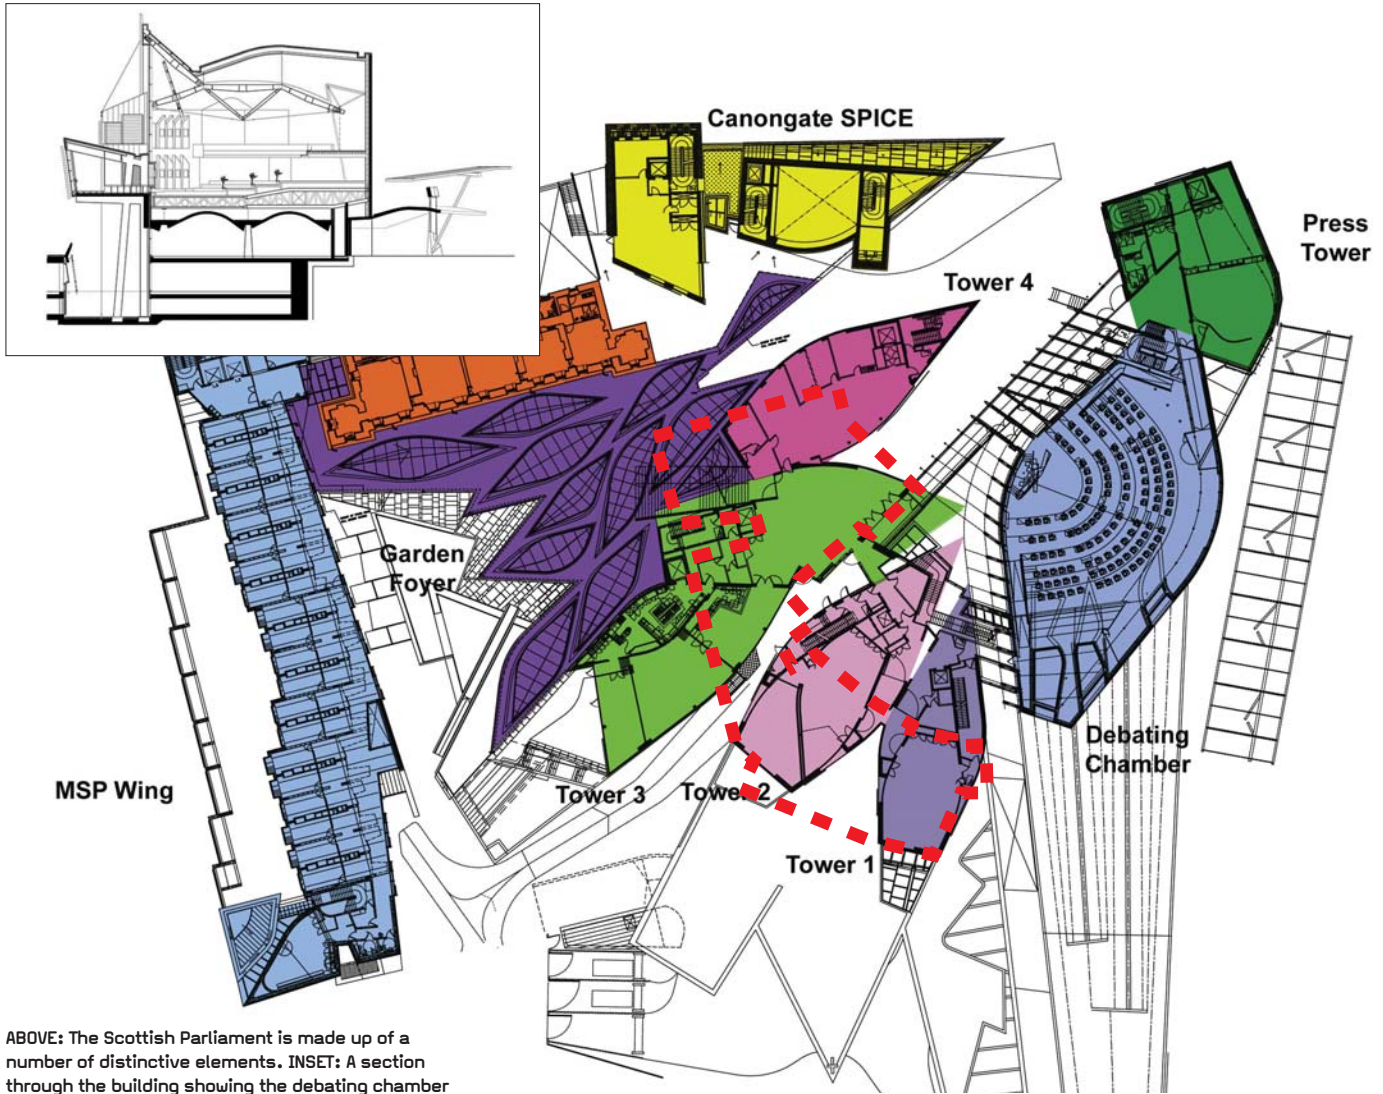 Canongate SPICE
Press
Tower
Tower 4
Garden
Foyer
Debating
Chamber
MSP Wing
Tower 3
Tower 2
Tower 1
ABOVE: The Scottish Parliament is made up of a
number of distinctive elements. INSET: A section
through the building showing the debating chamber